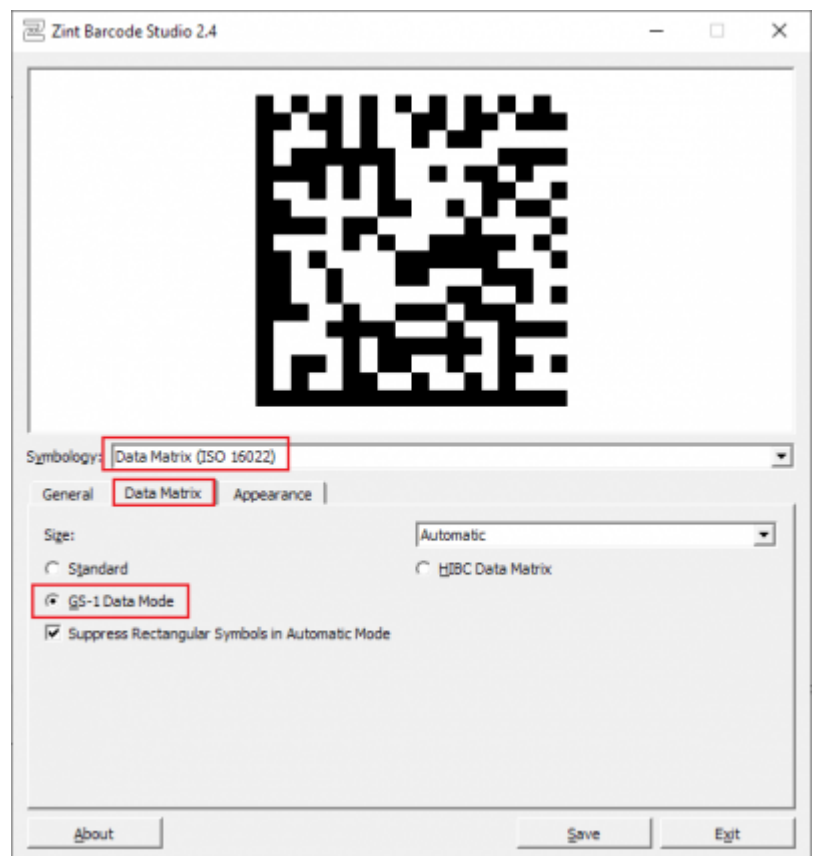 Zint Barcode Studio 2.4
Symbology: Data Matrix (ISO 16022)
General Data Matrix Appearance
Size: Automatic
Standard HIBC Data Matrix
GS-1 Data Mode
Suppress Rectangular Symbols in Automatic Mode
About Save Exit